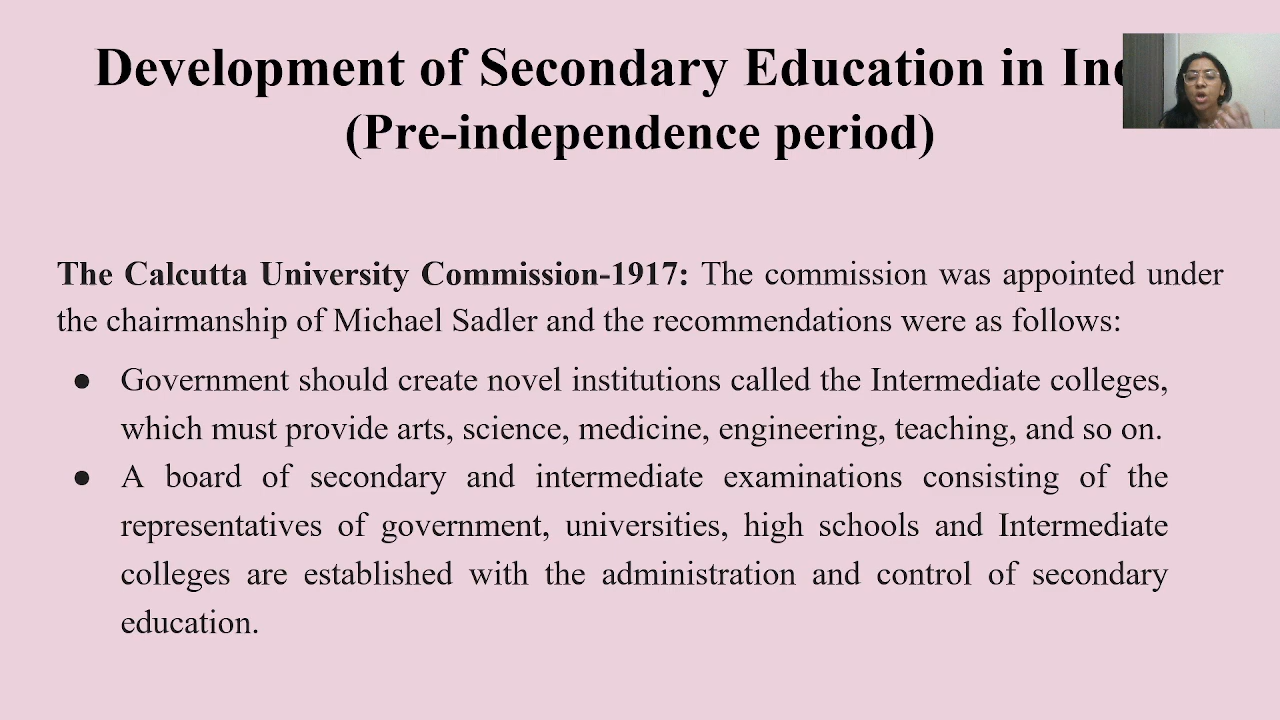 Development of Secondary Education in
(Pre-independence period)
The Calcutta University Commission-1917: The commission was appointed under
the chairmanship of Michael Sadler and the recommendations were as follows:
● Government should create novel institutions called the Intermediate colleges,
which must provide arts, science, medicine, engineering, teaching, and so on.
● A board of secondary and intermediate examinations consisting of the
representatives of government, universities, high schools and Intermediate
colleges are established with the administration and control of secondary
education.